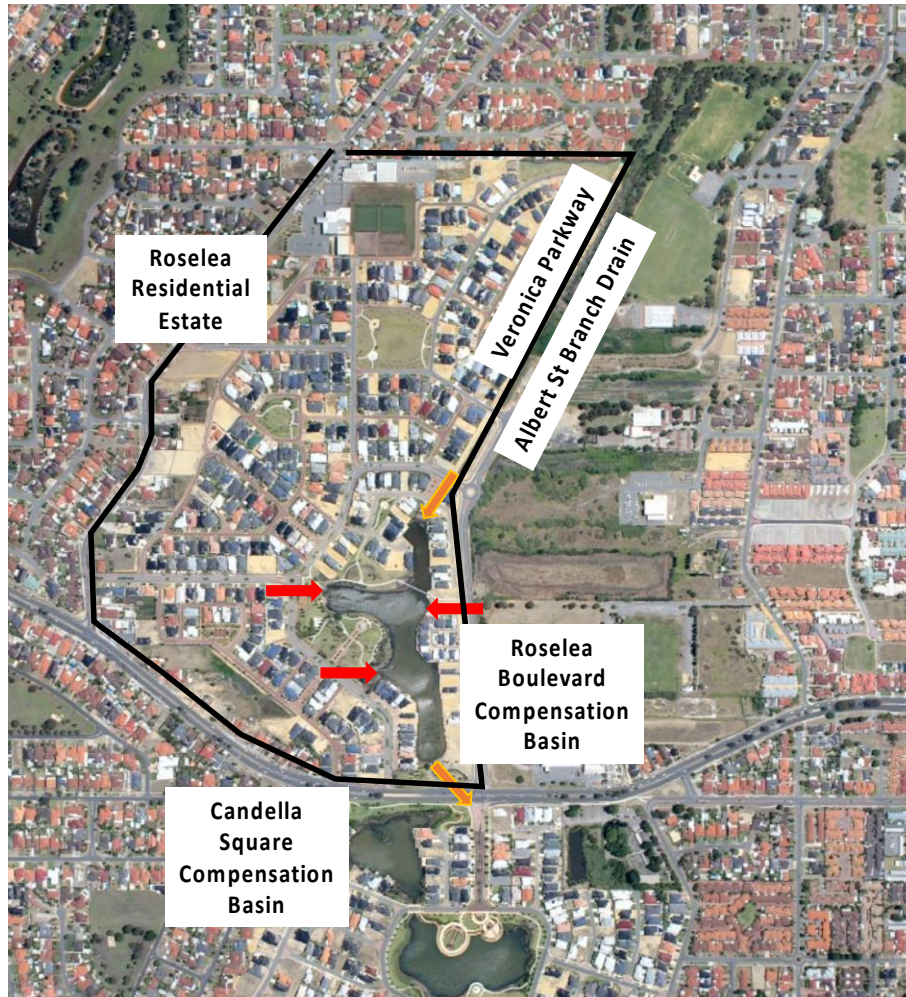 Roselea
Residential
Estate
Veronica Parkway
Albert St Branch Drain
Roselea
Boulevard
Compensation
Basin
Candella
Square
Compensation
Basin